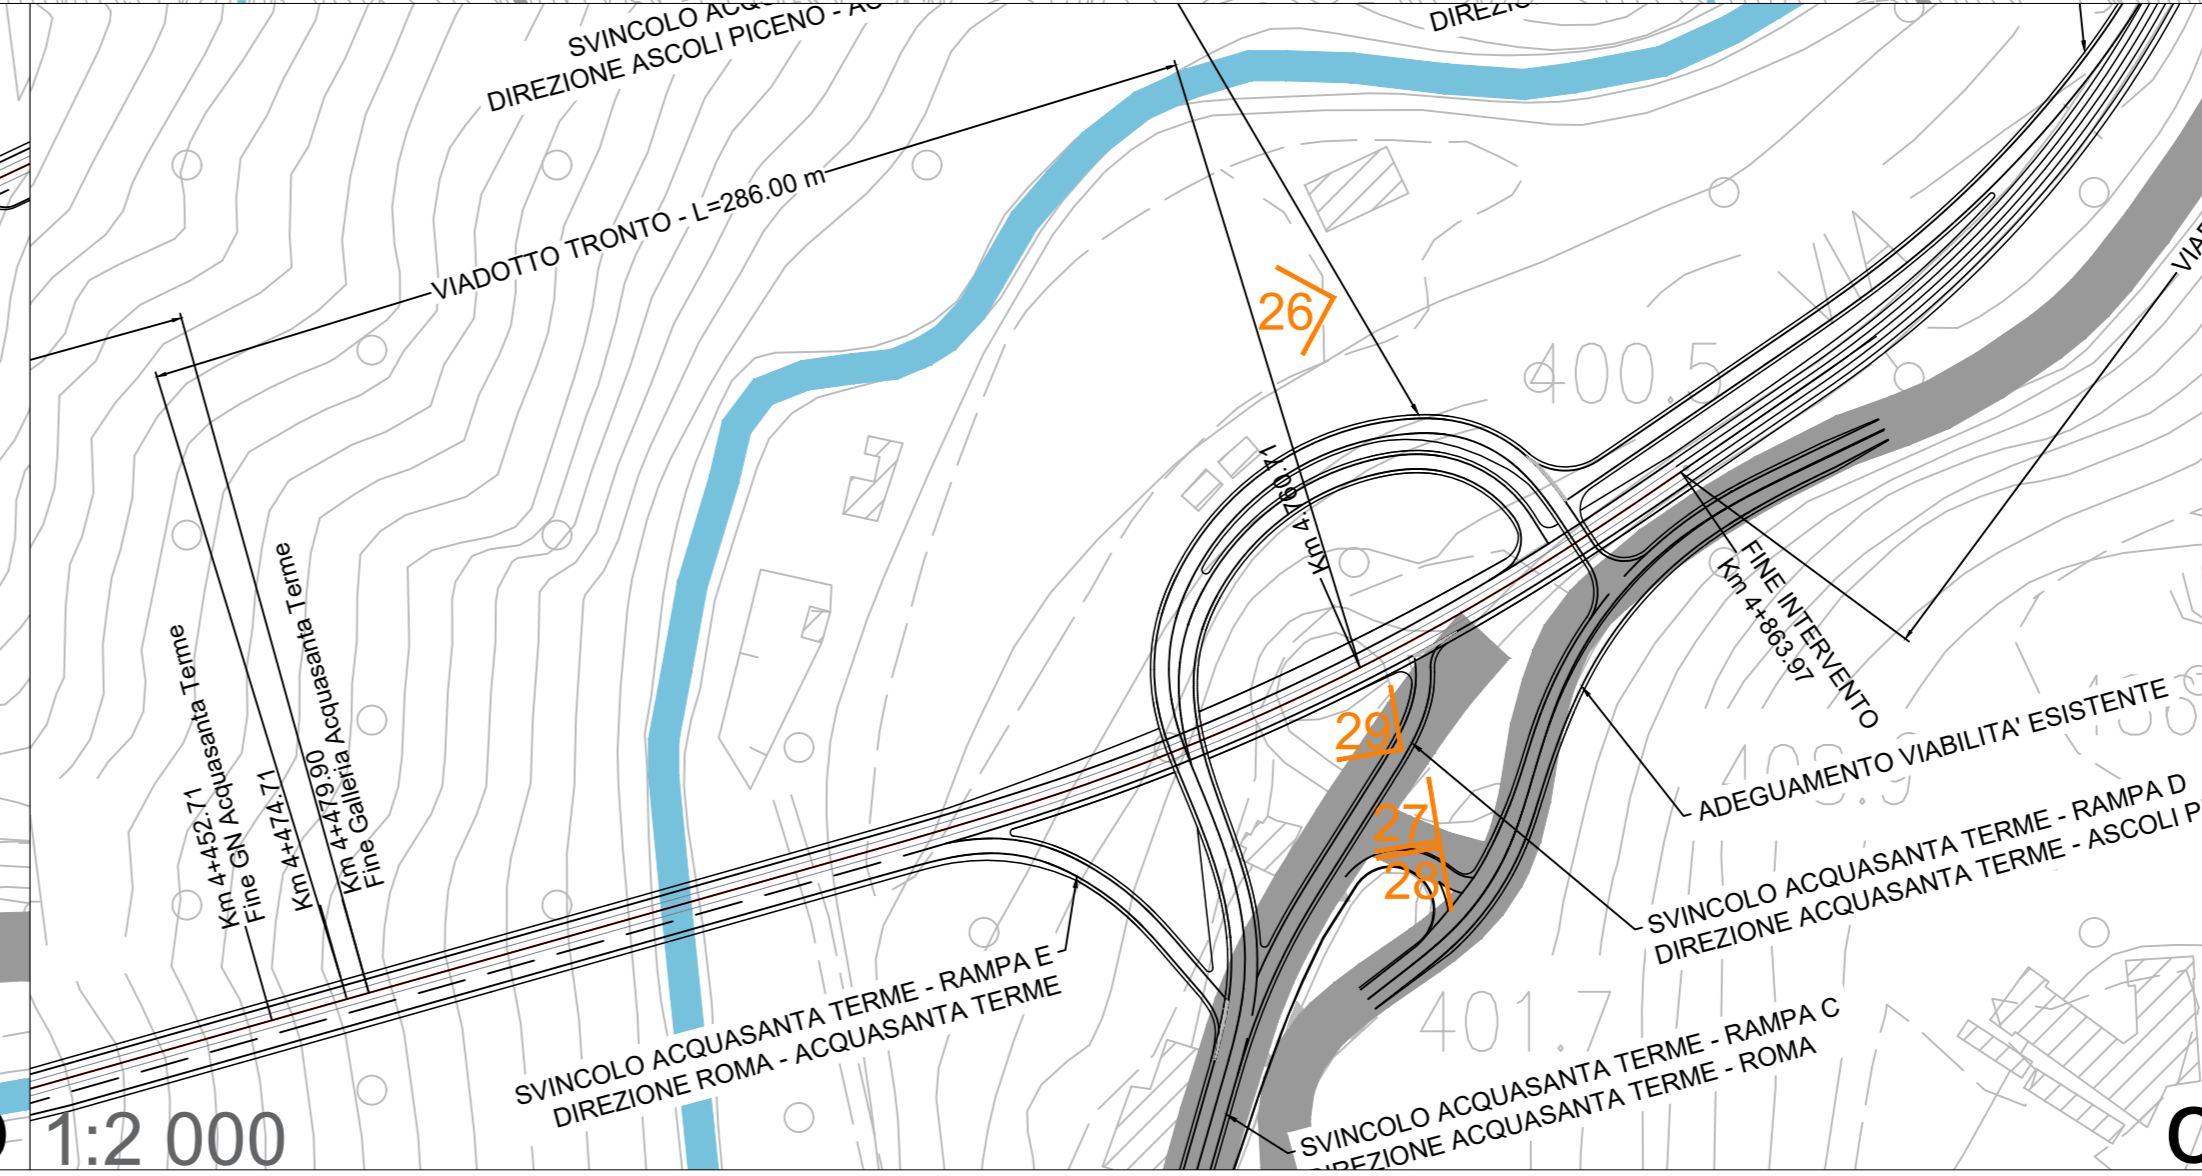 SVINCOLO
DIREZIONE ASCOLI PICENO -
VIADOTTO TRONTO - L=286.00 m
26
400.5
Km 4+760.71
FINE INTERVENTO
Km 4+863.97
Km 4+452.71
Fine GN Acquasanta Terme
Km 4+474.71
Km 4+479.90
Fine Galleria Acquasanta Terme
29
27
28
ADEGUAMENTO VIABILITA' ESISTENTE
SVINCOLO ACQUASANTA TERME - RAMPA D
DIREZIONE ACQUASANTA TERME - ASCOLI
SVINCOLO ACQUASANTA TERME - RAMPA E
DIREZIONE ROMA - ACQUASANTA TERME
401.7
SVINCOLO ACQUASANTA TERME - RAMPA C
DIREZIONE ACQUASANTA TERME - ROMA
1:2 000